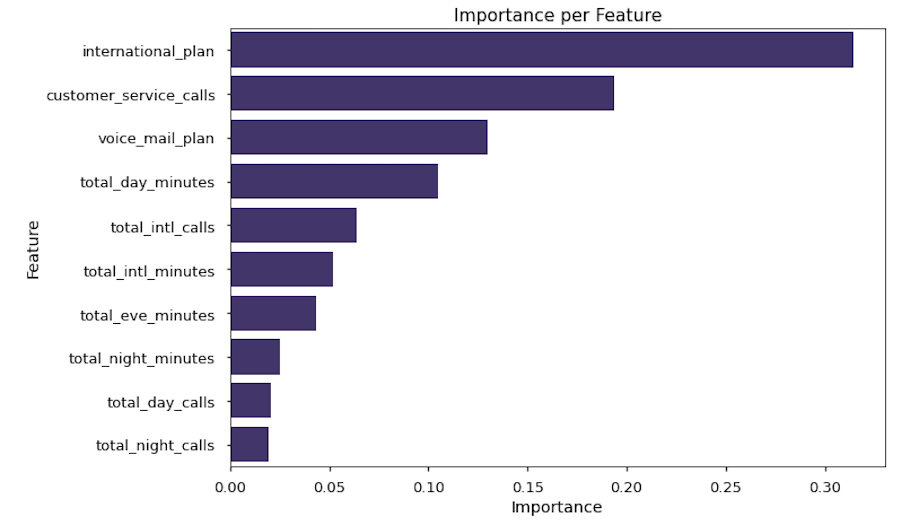 Importance per Feature
international_plan
customer_service_calls
voice_mail_plan
total_day_minutes
total_intl_calls
total_intl_minutes
total_eve_minutes
total_night_minutes
total_day_calls
total_night_calls
Feature
0.00 0.05 0.10 0.15 0.20 0.25 0.30
Importance